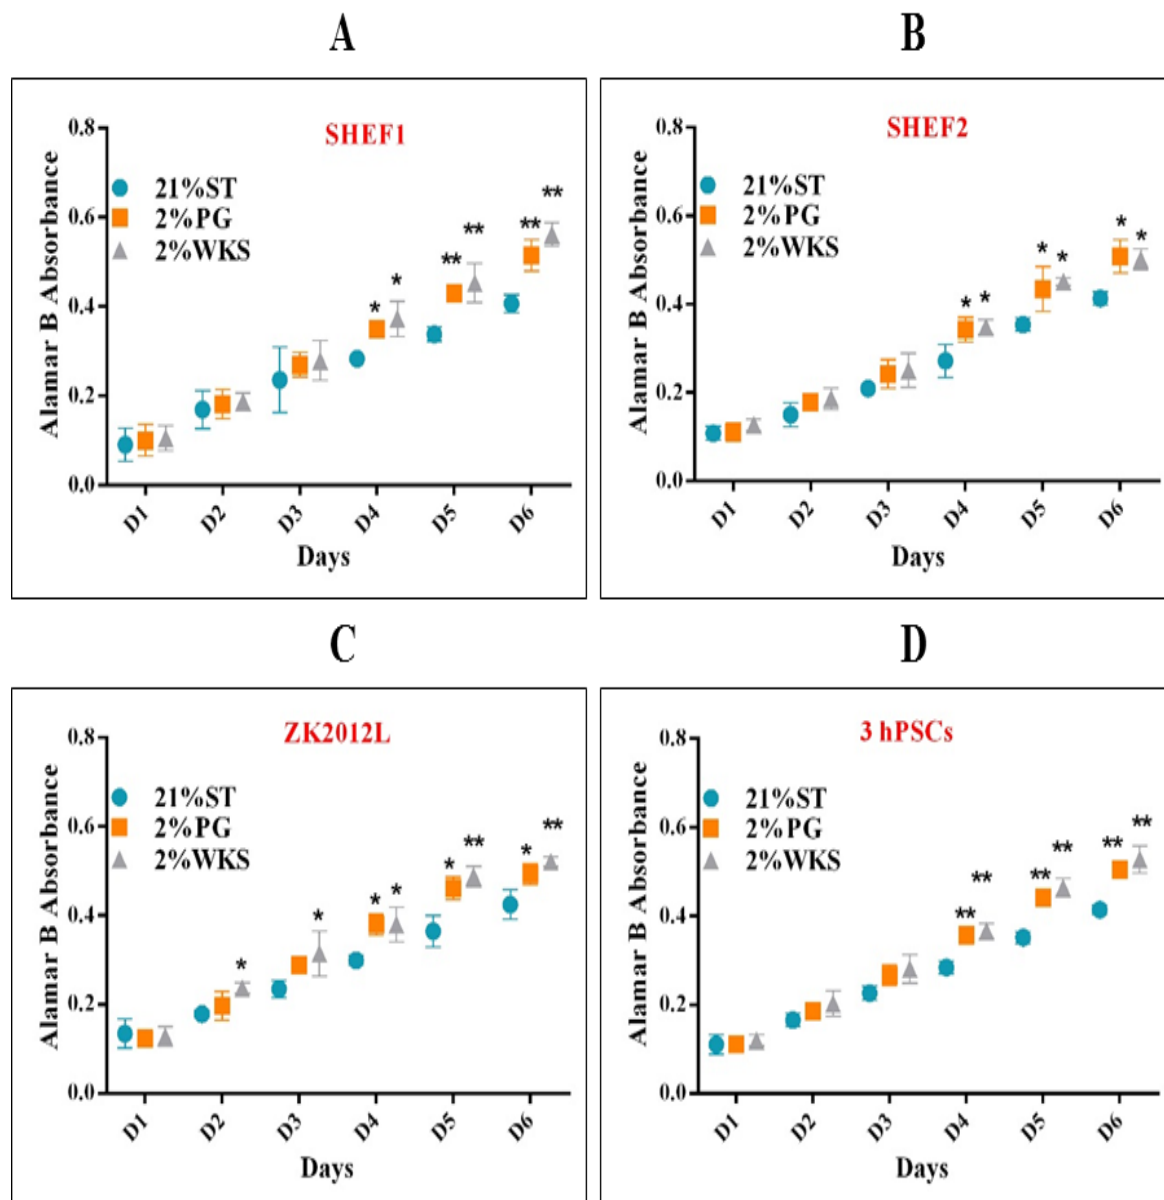 A
SHEF1
0.8
0.6
0.4
0.2
0.0
Alamar B Absorbance
21%ST
2%PG
2%WKS
** **
** **
* *
D1 D2 D3 D4 D5 D6
Days
B
SHEF2
0.8
0.6
0.4
0.2
0.0
Alamar B Absorbance
21%ST
2%PG
2%WKS
* *
* *
* *
D1 D2 D3 D4 D5 D6
Days
C
ZK2012L
0.8
0.6
0.4
0.2
0.0
Alamar B Absorbance
21%ST
2%PG
2%WKS
* **
* **
* *
*
*
D1 D2 D3 D4 D5 D6
Days
D
3 hPSCs
0.8
0.6
0.4
0.2
0.0
Alamar B Absorbance
21%ST
2%PG
2%WKS
** **
** **
** **
D1 D2 D3 D4 D5 D6
Days